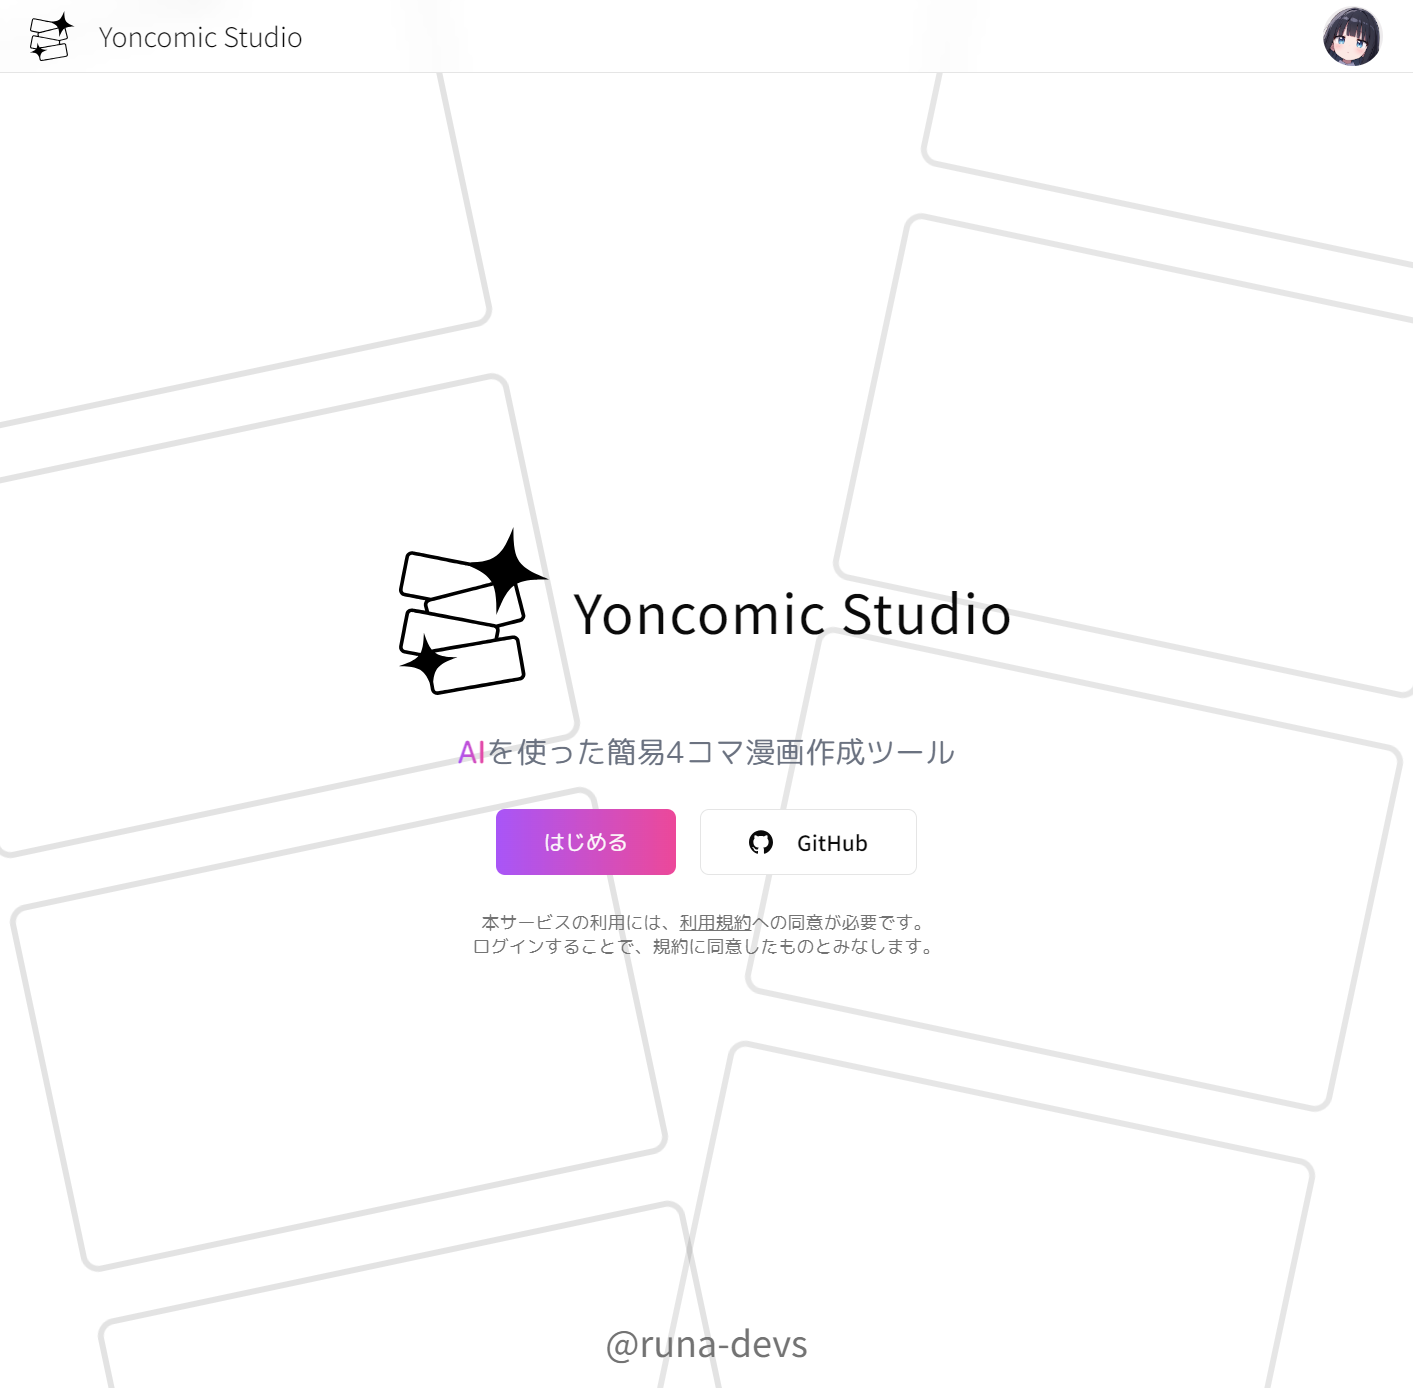 Yoncomic Studio
Yoncomic Studio
AIを使った簡易4コマ漫画作成ツール
はじめる
GitHub
本サービスの利用には、利用規約への同意が必要です。
ログインすることで、規約に同意したものとみなします。
@runa-devs